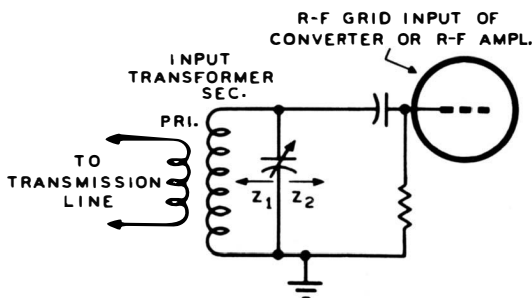 R-F GRID INPUT OF
CONVERTER OR R-F AMPL.
INPUT
TRANSFORMER
SEC.
PRI.
TO
TRANSMISSION
LINE
Z1 Z2